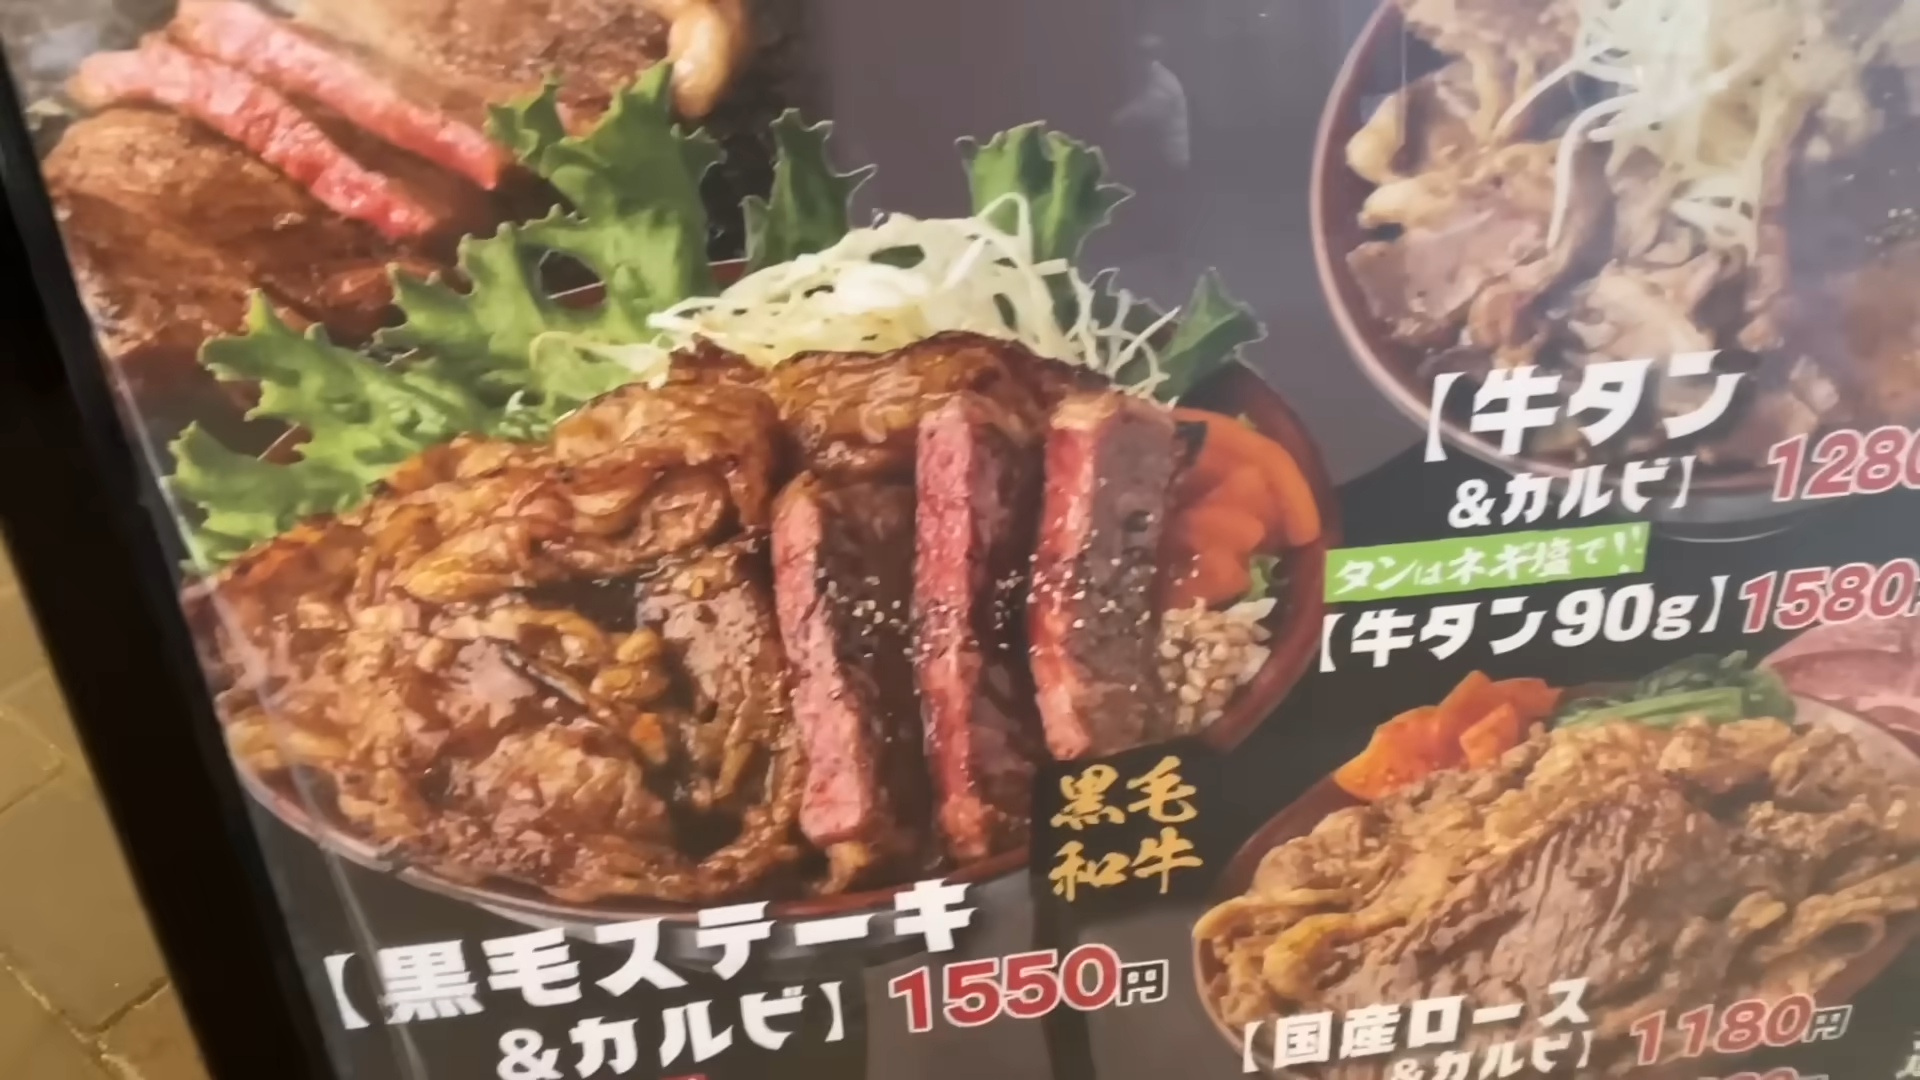 【牛タン
&カルビ】 1280
タンはネギ塩で!!
【牛タン90g】1580
黒毛
和牛
【黒毛ステーキ
&カルビ】 1550円
【国産ロース
&カルビ】 1180円